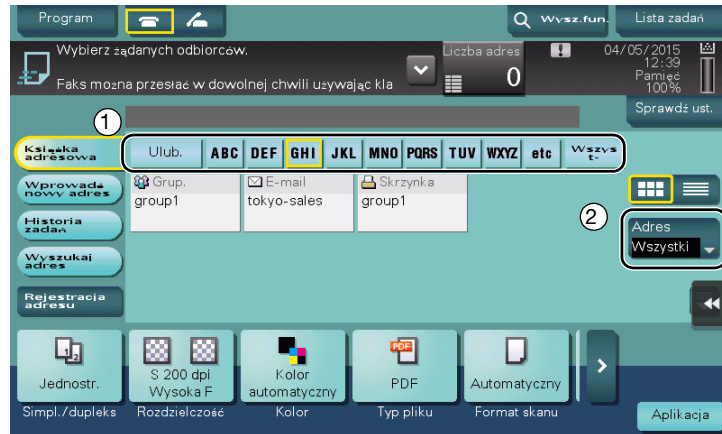 Program
Wysz.fun.
Lista zadań
Wybierz żądanych odbiorców.
Faks można przesłać w dowolnej chwili używając kla
Liczba adres
0
04/05/2015
12:39
Pamięć
100%
Sprawdź ust.
1
Książka
adresowa
Ulub. ABC DEF GHI JKL MNO PQRS TUV WXYZ etc Wszys
t-
Wprowadź
nowy adres
Grup.
group1
E-mail
tokyo-sales
Skrzynka
group1
Historia
zadań
2
Adres
Wszystki
Wyszukaj
adres
Rejestracja
adresu
1 2
Jednostr.
S 200 dpi
Wysoka F
Kolor
automatyczny
PDF
PDF
Automatyczny
Simpl./dupleks
Rozdzielczość
Kolor
Typ pliku
Format skanu
Aplikacja